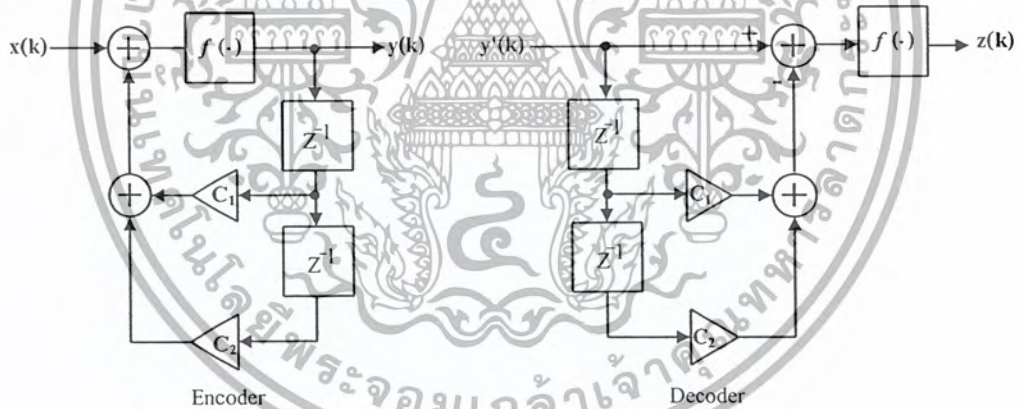 x(k)
f(·)
y(k)
y'(k)
+
-
f(·)
z(k)
Z⁻¹
Z⁻¹
C₁
C₁
Z⁻¹
Z⁻¹
C₂
C₂
Encoder
Decoder